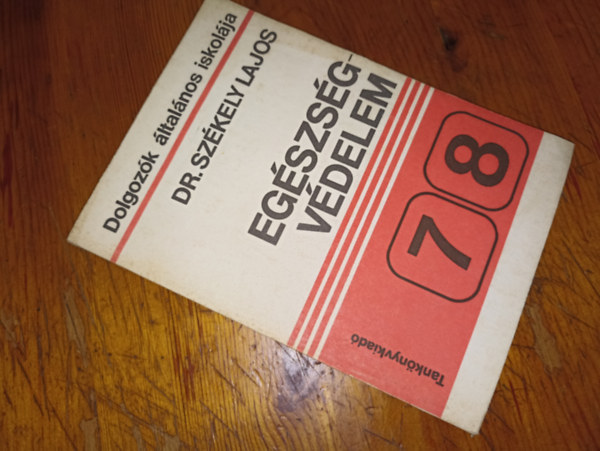 Dolgozók általános iskolája
DR. SZÉKELY LAJOS
EGÉSZSÉG-
VÉDELEM
7 8
Tankönyvkiadó